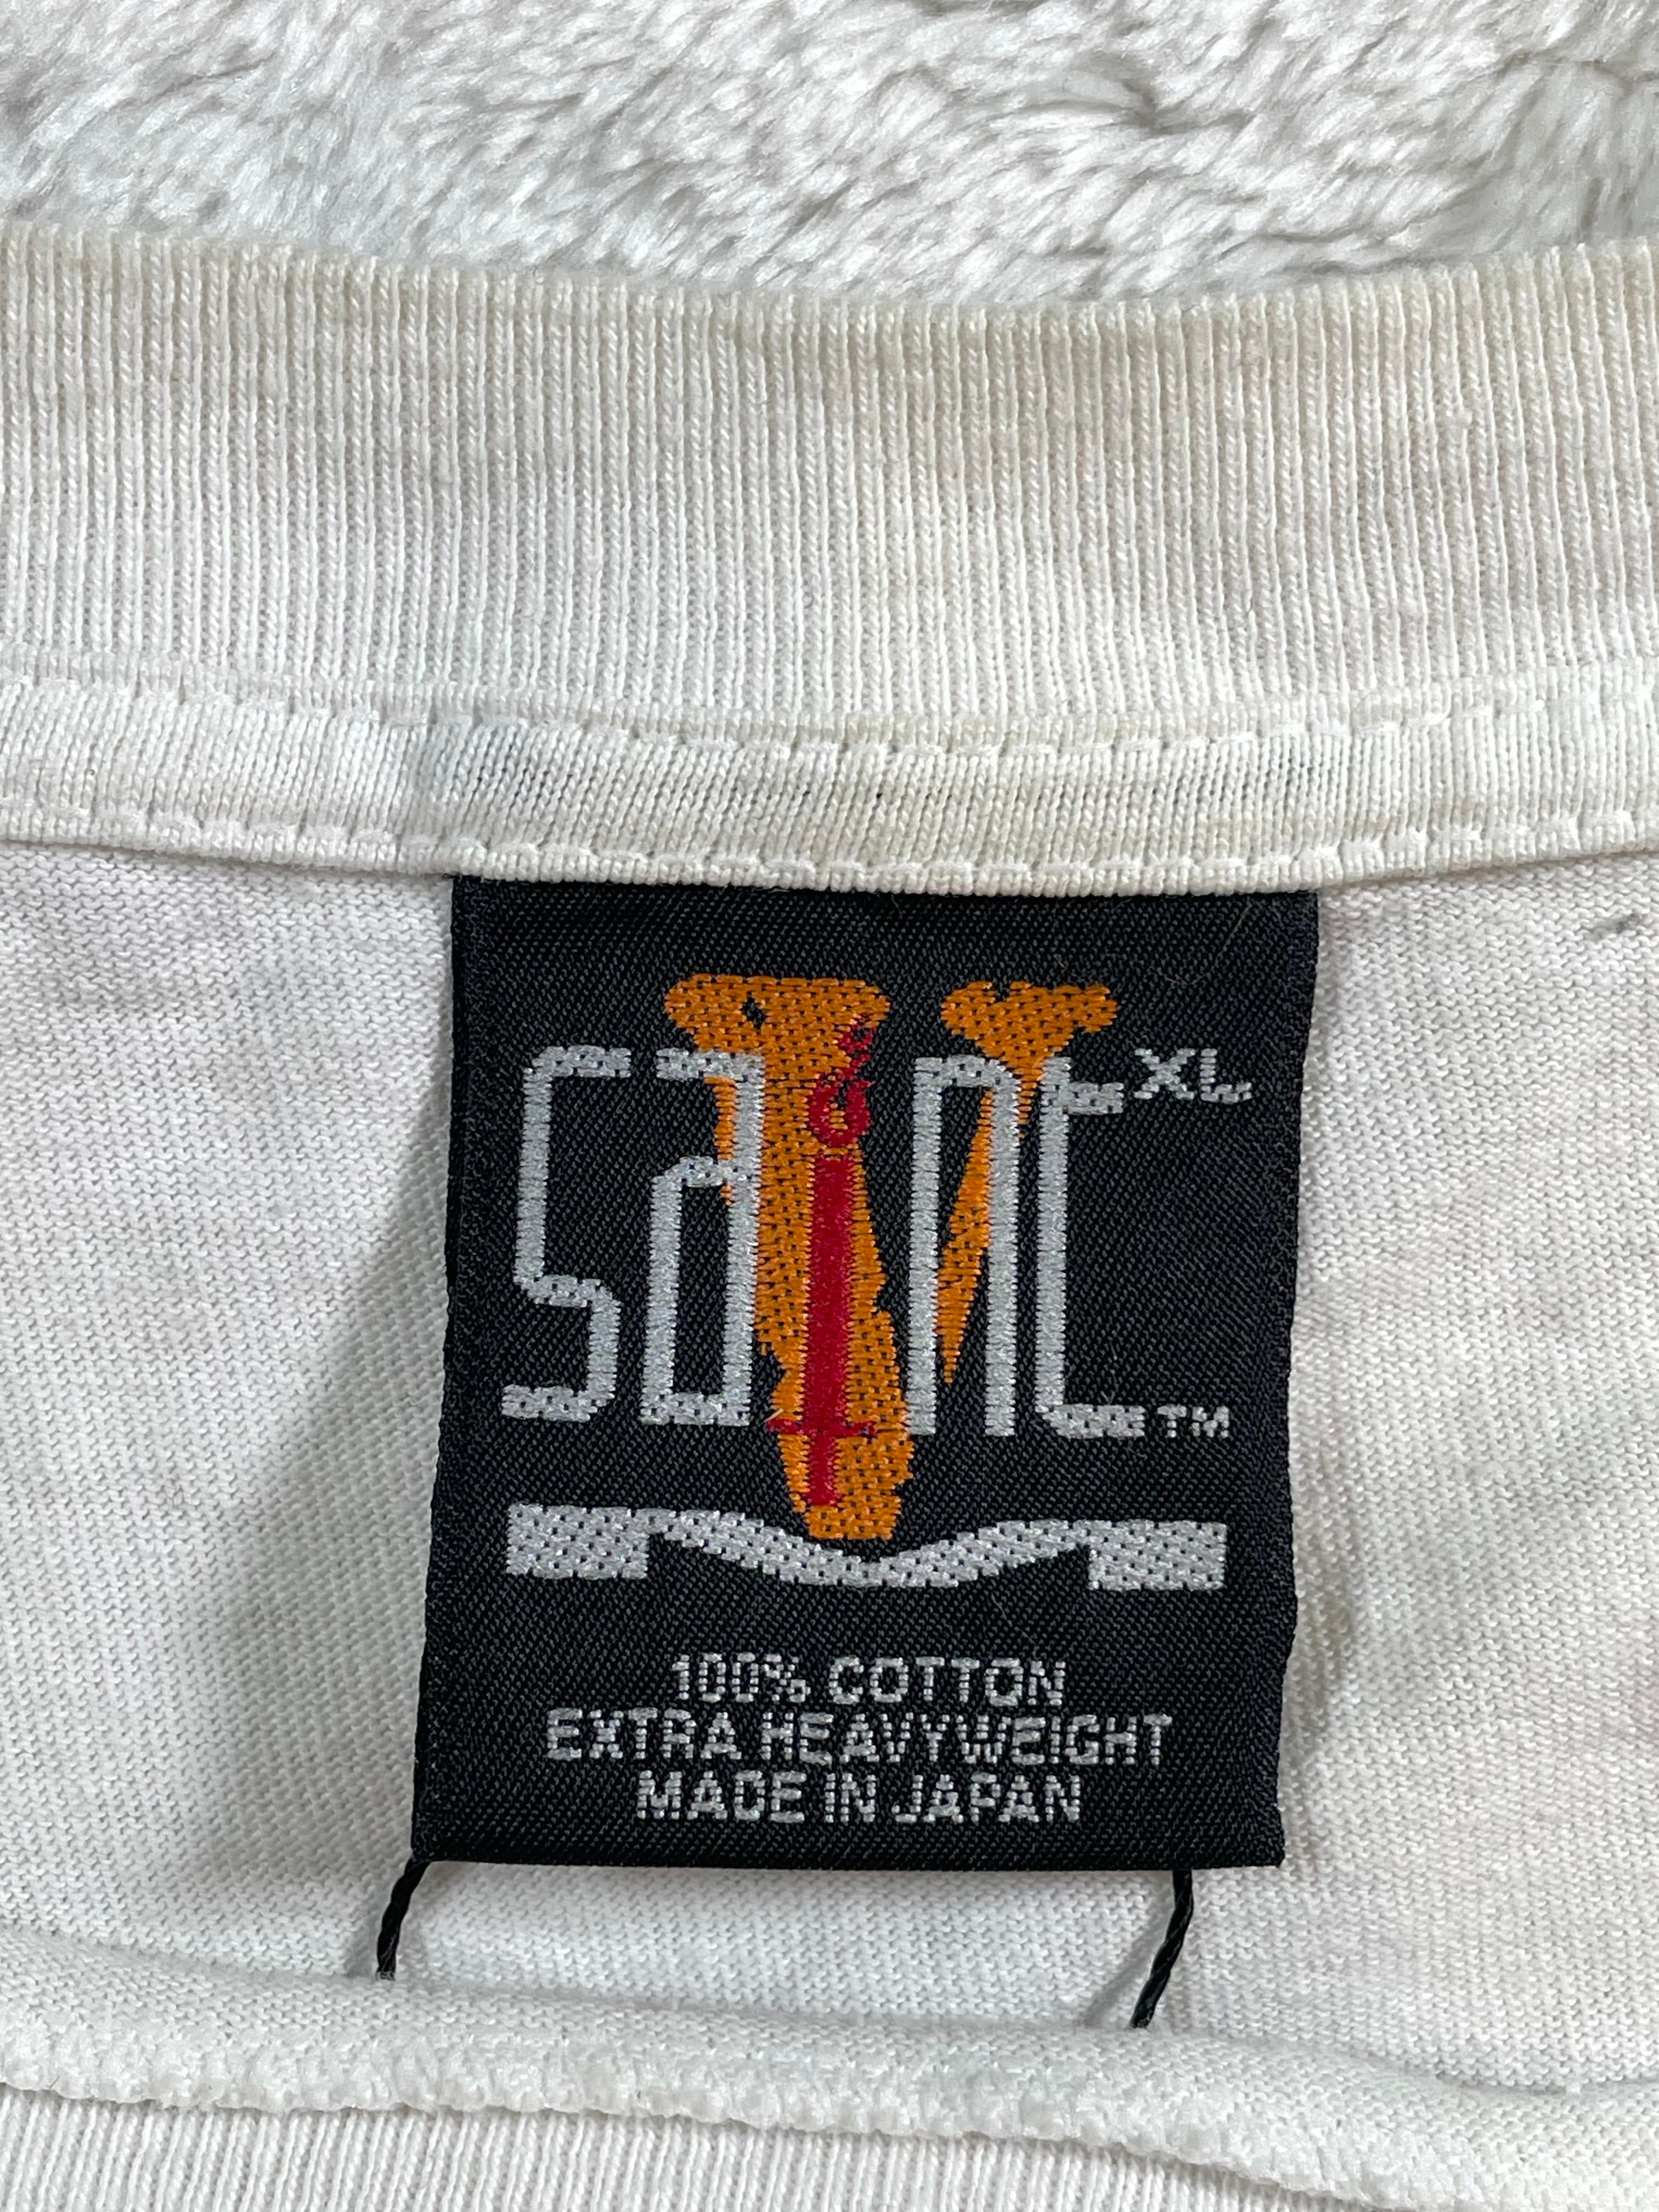 saint XL
TM
100% COTTON
EXTRA HEAVYWEIGHT
MADE IN JAPAN